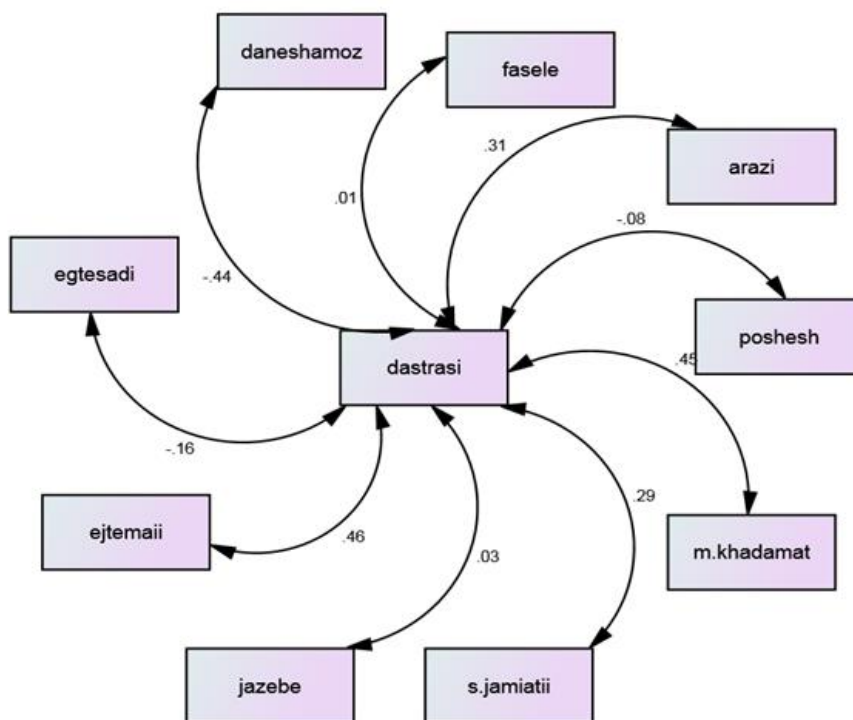 daneshamoz
fasele
.31
arazi
.01
-.08
egtesadi
-.44
poshesh
dastrasi
.45
-.16
.29
ejtemaii
.46
.03
m.khadamat
jazebe
s.jamiatii